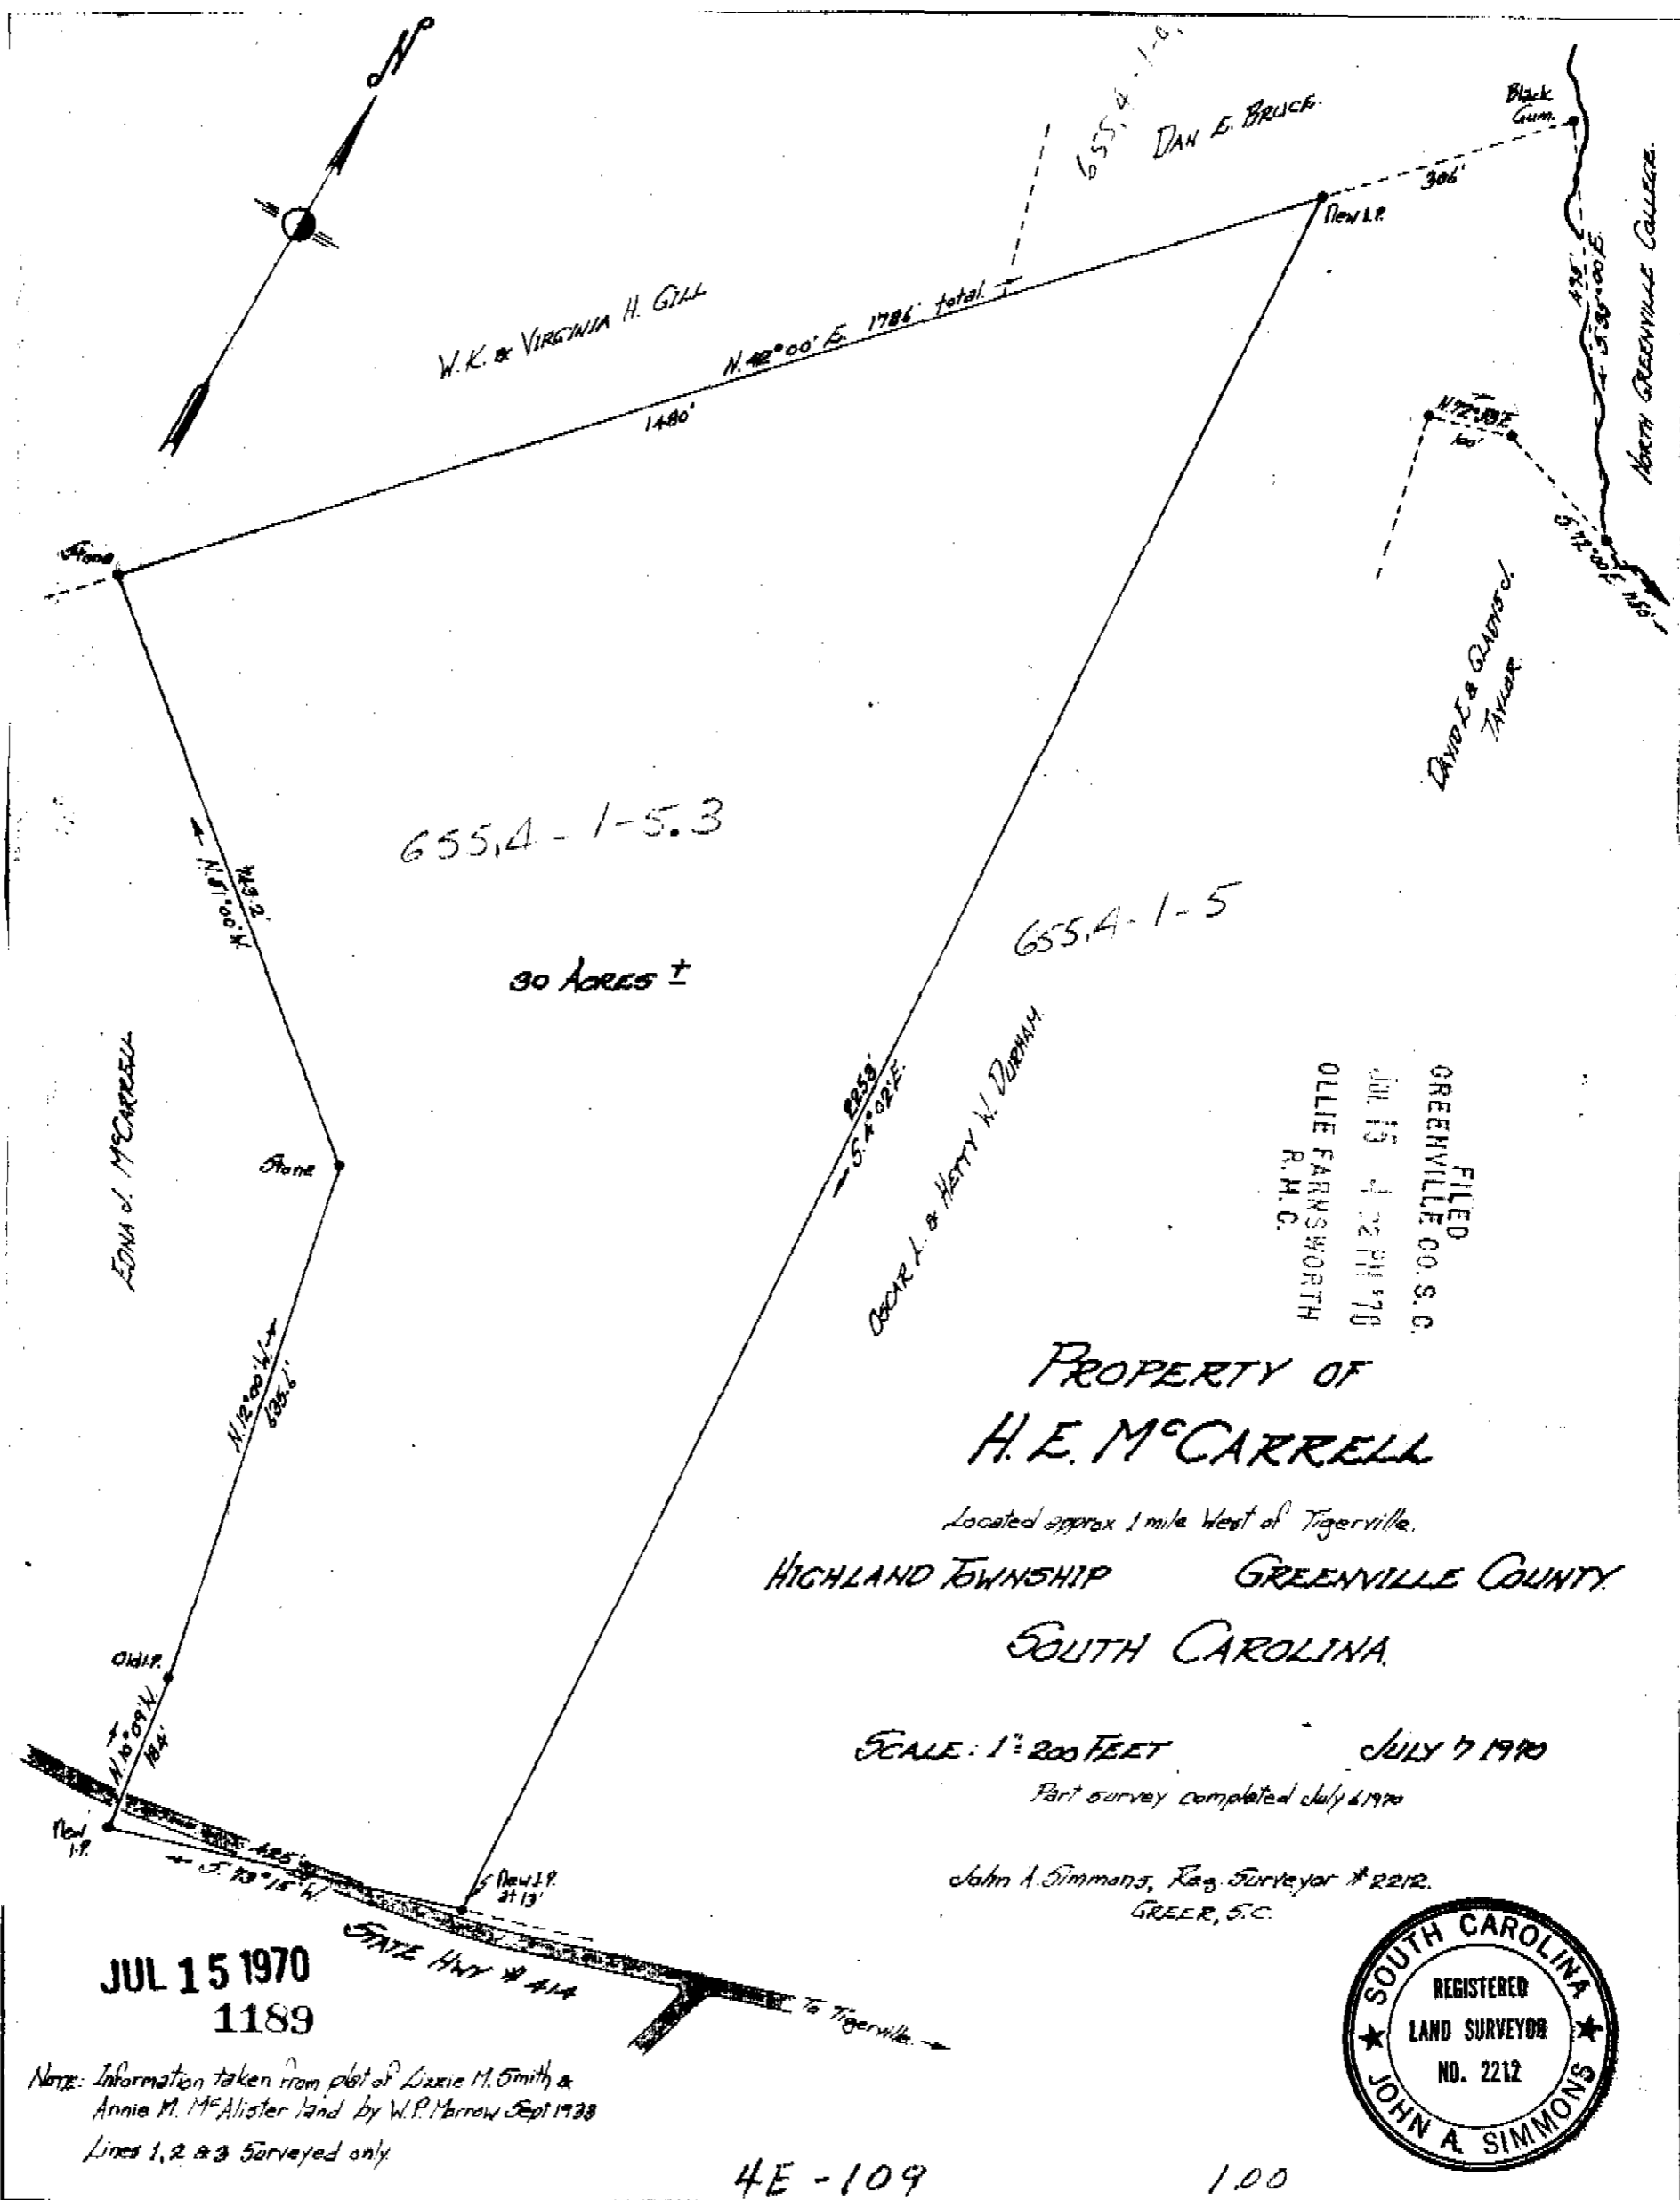 N
655.4-1-
DAN E. BRUCE.
Black
Gum.
306'
New I.P.
NORTH GREENVILLE COLLEGE.
W.K. & VIRGINIA H. GILL
N. 42°00' E. 1786' total.
1480'
100'
Stone
DAVID E & GLADYS J.
TAYLOR.
655.4-1-5.3
N. 51°00' W.
655.4-1-5
30 ACRES ±
EDNA J. McCARRELL
2258'
S. 4°02' E.
OSCAR L. & HETTY W. DURHAM.
Stone
FILED
GREENVILLE CO. S. C.
JUL 15 4 22 PM '70
OLLIE FARNSWORTH
R.M.C.
N. 12°00' W.
635.6'
PROPERTY OF
H. E. McCARRELL
Located approx 1 mile West of Tigerville.
HIGHLAND TOWNSHIP GREENVILLE COUNTY.
SOUTH CAROLINA.
Old I.P.
N. 10°09' W.
184'
SCALE: 1"=200 FEET JULY 7 1970
Part survey completed July 6 1970
New
I.P.
425'
S. 73°15' W.
New I.P.
at 13'
John A. Simmons, Reg. Surveyor # 2212.
GREER, S.C.
STATE HWY # 414
To Tigerville.
JUL 15 1970
1189
SOUTH CAROLINA
REGISTERED
LAND SURVEYOR
NO. 2212
JOHN A. SIMMONS
NOTE: Information taken from plat of Lizzie M. Smith &
Annie M. McAlister land by W.P. Morrow Sept 1938
Lines 1, 2 & 3 Surveyed only.
4E-109
1.00